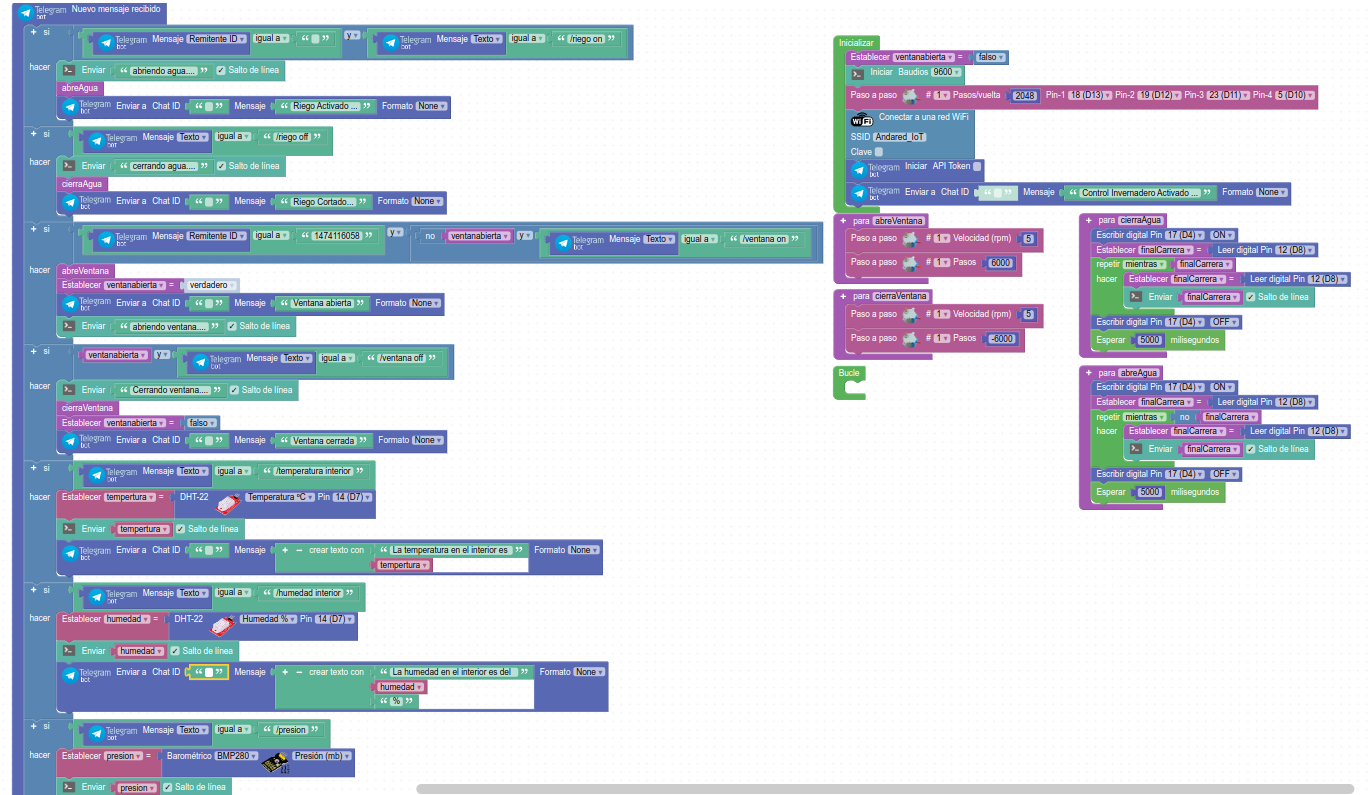 Telegram bot Nuevo mensaje recibido
+ si Telegram bot Mensaje Remitente ID igual a “ ” y Telegram bot Mensaje Texto igual a “ /riego on ”
hacer Enviar “ abriendo agua.... ” Salto de línea
abreAgua
Telegram bot Enviar a Chat ID “ ” Mensaje “ Riego Activado ... ” Formato None
+ si Telegram bot Mensaje Texto igual a “ /riego off ”
hacer Enviar “ cerrando agua.... ” Salto de línea
cierraAgua
Telegram bot Enviar a Chat ID “ ” Mensaje “ Riego Cortado... ” Formato None
+ si Telegram bot Mensaje Remitente ID igual a “ 1474116058 ” y no ventanabierta y Telegram bot Mensaje Texto igual a “ /ventana on ”
hacer abreVentana
Establecer ventanabierta = verdadero
Telegram bot Enviar a Chat ID “ ” Mensaje “ Ventana abierta ” Formato None
Enviar “ abriendo ventana.... ” Salto de línea
+ si ventanabierta y Telegram bot Mensaje Texto igual a “ /ventana off ”
hacer Enviar “ Cerrando ventana.... ” Salto de línea
cierraVentana
Establecer ventanabierta = falso
Telegram bot Enviar a Chat ID “ ” Mensaje “ Ventana cerrada ” Formato None
+ si Telegram bot Mensaje Texto igual a “ /temperatura interior ”
hacer Establecer tempertura = DHT-22 Temperatura ºC Pin 14 (D7)
Enviar tempertura Salto de línea
Telegram bot Enviar a Chat ID “ ” Mensaje + − crear texto con “ La temperatura en el interior es ” Formato None
tempertura
+ si Telegram bot Mensaje Texto igual a “ /humedad interior ”
hacer Establecer humedad = DHT-22 Humedad % Pin 14 (D7)
Enviar humedad Salto de línea
Telegram bot Enviar a Chat ID “ ” Mensaje + − crear texto con “ La humedad en el interior es del ” Formato None
humedad
“ % ”
+ si Telegram bot Mensaje Texto igual a “ /presion ”
hacer Establecer presion = Barométrico BMP280 Presión (mb)
Enviar presion Salto de línea
Inicializar
Establecer ventanabierta = falso
Iniciar Baudios 9600
Paso a paso # 1 Pasos/vuelta 2048 Pin-1 18 (D13) Pin-2 19 (D12) Pin-3 23 (D11) Pin-4 5 (D10)
WiFi Conectar a una red WiFi
SSID Andared_IoT
Clave
Telegram bot Iniciar API Token
Telegram bot Enviar a Chat ID “ ” Mensaje “ Control Invernadero Activado ... ” Formato None
+ para abreVentana
Paso a paso # 1 Velocidad (rpm) 5
Paso a paso # 1 Pasos 6000
+ para cierraVentana
Paso a paso # 1 Velocidad (rpm) 5
Paso a paso # 1 Pasos -6000
Bucle
+ para cierraAgua
Escribir digital Pin 17 (D4) ON
Establecer finalCarrera = Leer digital Pin 12 (D8)
repetir mientras finalCarrera
hacer Establecer finalCarrera = Leer digital Pin 12 (D8)
Enviar finalCarrera Salto de línea
Escribir digital Pin 17 (D4) OFF
Esperar 5000 milisegundos
+ para abreAgua
Escribir digital Pin 17 (D4) ON
Establecer finalCarrera = Leer digital Pin 12 (D8)
repetir mientras no finalCarrera
hacer Establecer finalCarrera = Leer digital Pin 12 (D8)
Enviar finalCarrera Salto de línea
Escribir digital Pin 17 (D4) OFF
Esperar 5000 milisegundos